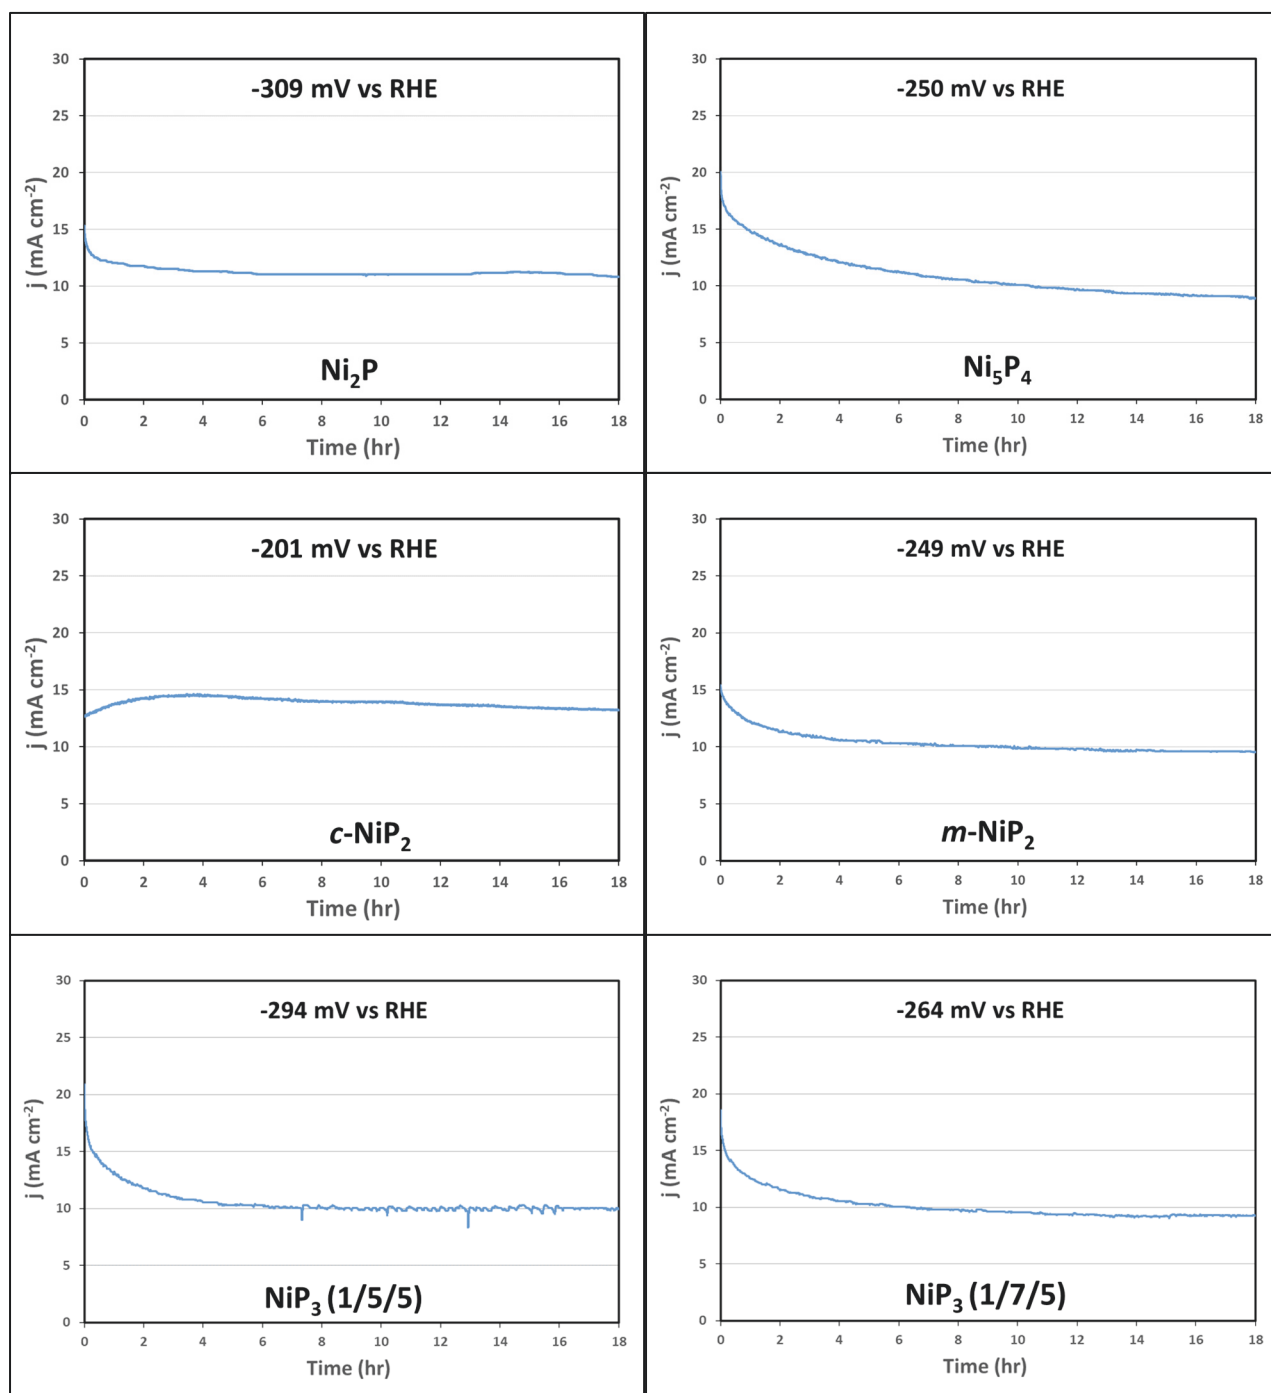 -309 mV vs RHE
j (mA cm⁻²)
30
25
20
15
10
5
0
Ni₂P
0 2 4 6 8 10 12 14 16 18
Time (hr)
-250 mV vs RHE
j (mA cm⁻²)
30
25
20
15
10
5
0
Ni₅P₄
0 2 4 6 8 10 12 14 16 18
Time (hr)
-201 mV vs RHE
j (mA cm⁻²)
30
25
20
15
10
5
0
c-NiP₂
0 2 4 6 8 10 12 14 16 18
Time (hr)
-249 mV vs RHE
j (mA cm⁻²)
30
25
20
15
10
5
0
m-NiP₂
0 2 4 6 8 10 12 14 16 18
Time (hr)
-294 mV vs RHE
j (mA cm⁻²)
30
25
20
15
10
5
0
NiP₃ (1/5/5)
0 2 4 6 8 10 12 14 16 18
Time (hr)
-264 mV vs RHE
j (mA cm⁻²)
30
25
20
15
10
5
0
NiP₃ (1/7/5)
0 2 4 6 8 10 12 14 16 18
Time (hr)